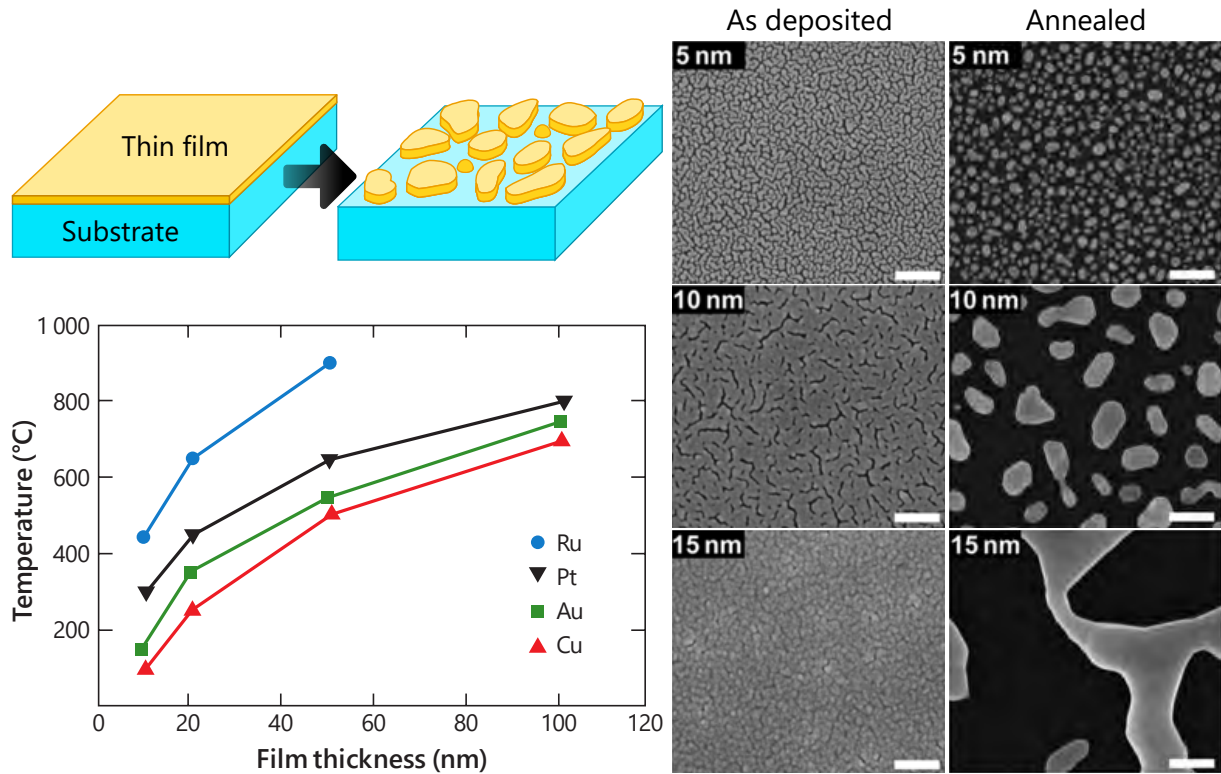 Thin film
Substrate
Temperature (°C)
1 000
800
600
400
200
0
20
40
60
80
100
120
Film thickness (nm)
Ru
Pt
Au
Cu
As deposited
Annealed
5 nm
5 nm
10 nm
10 nm
15 nm
15 nm